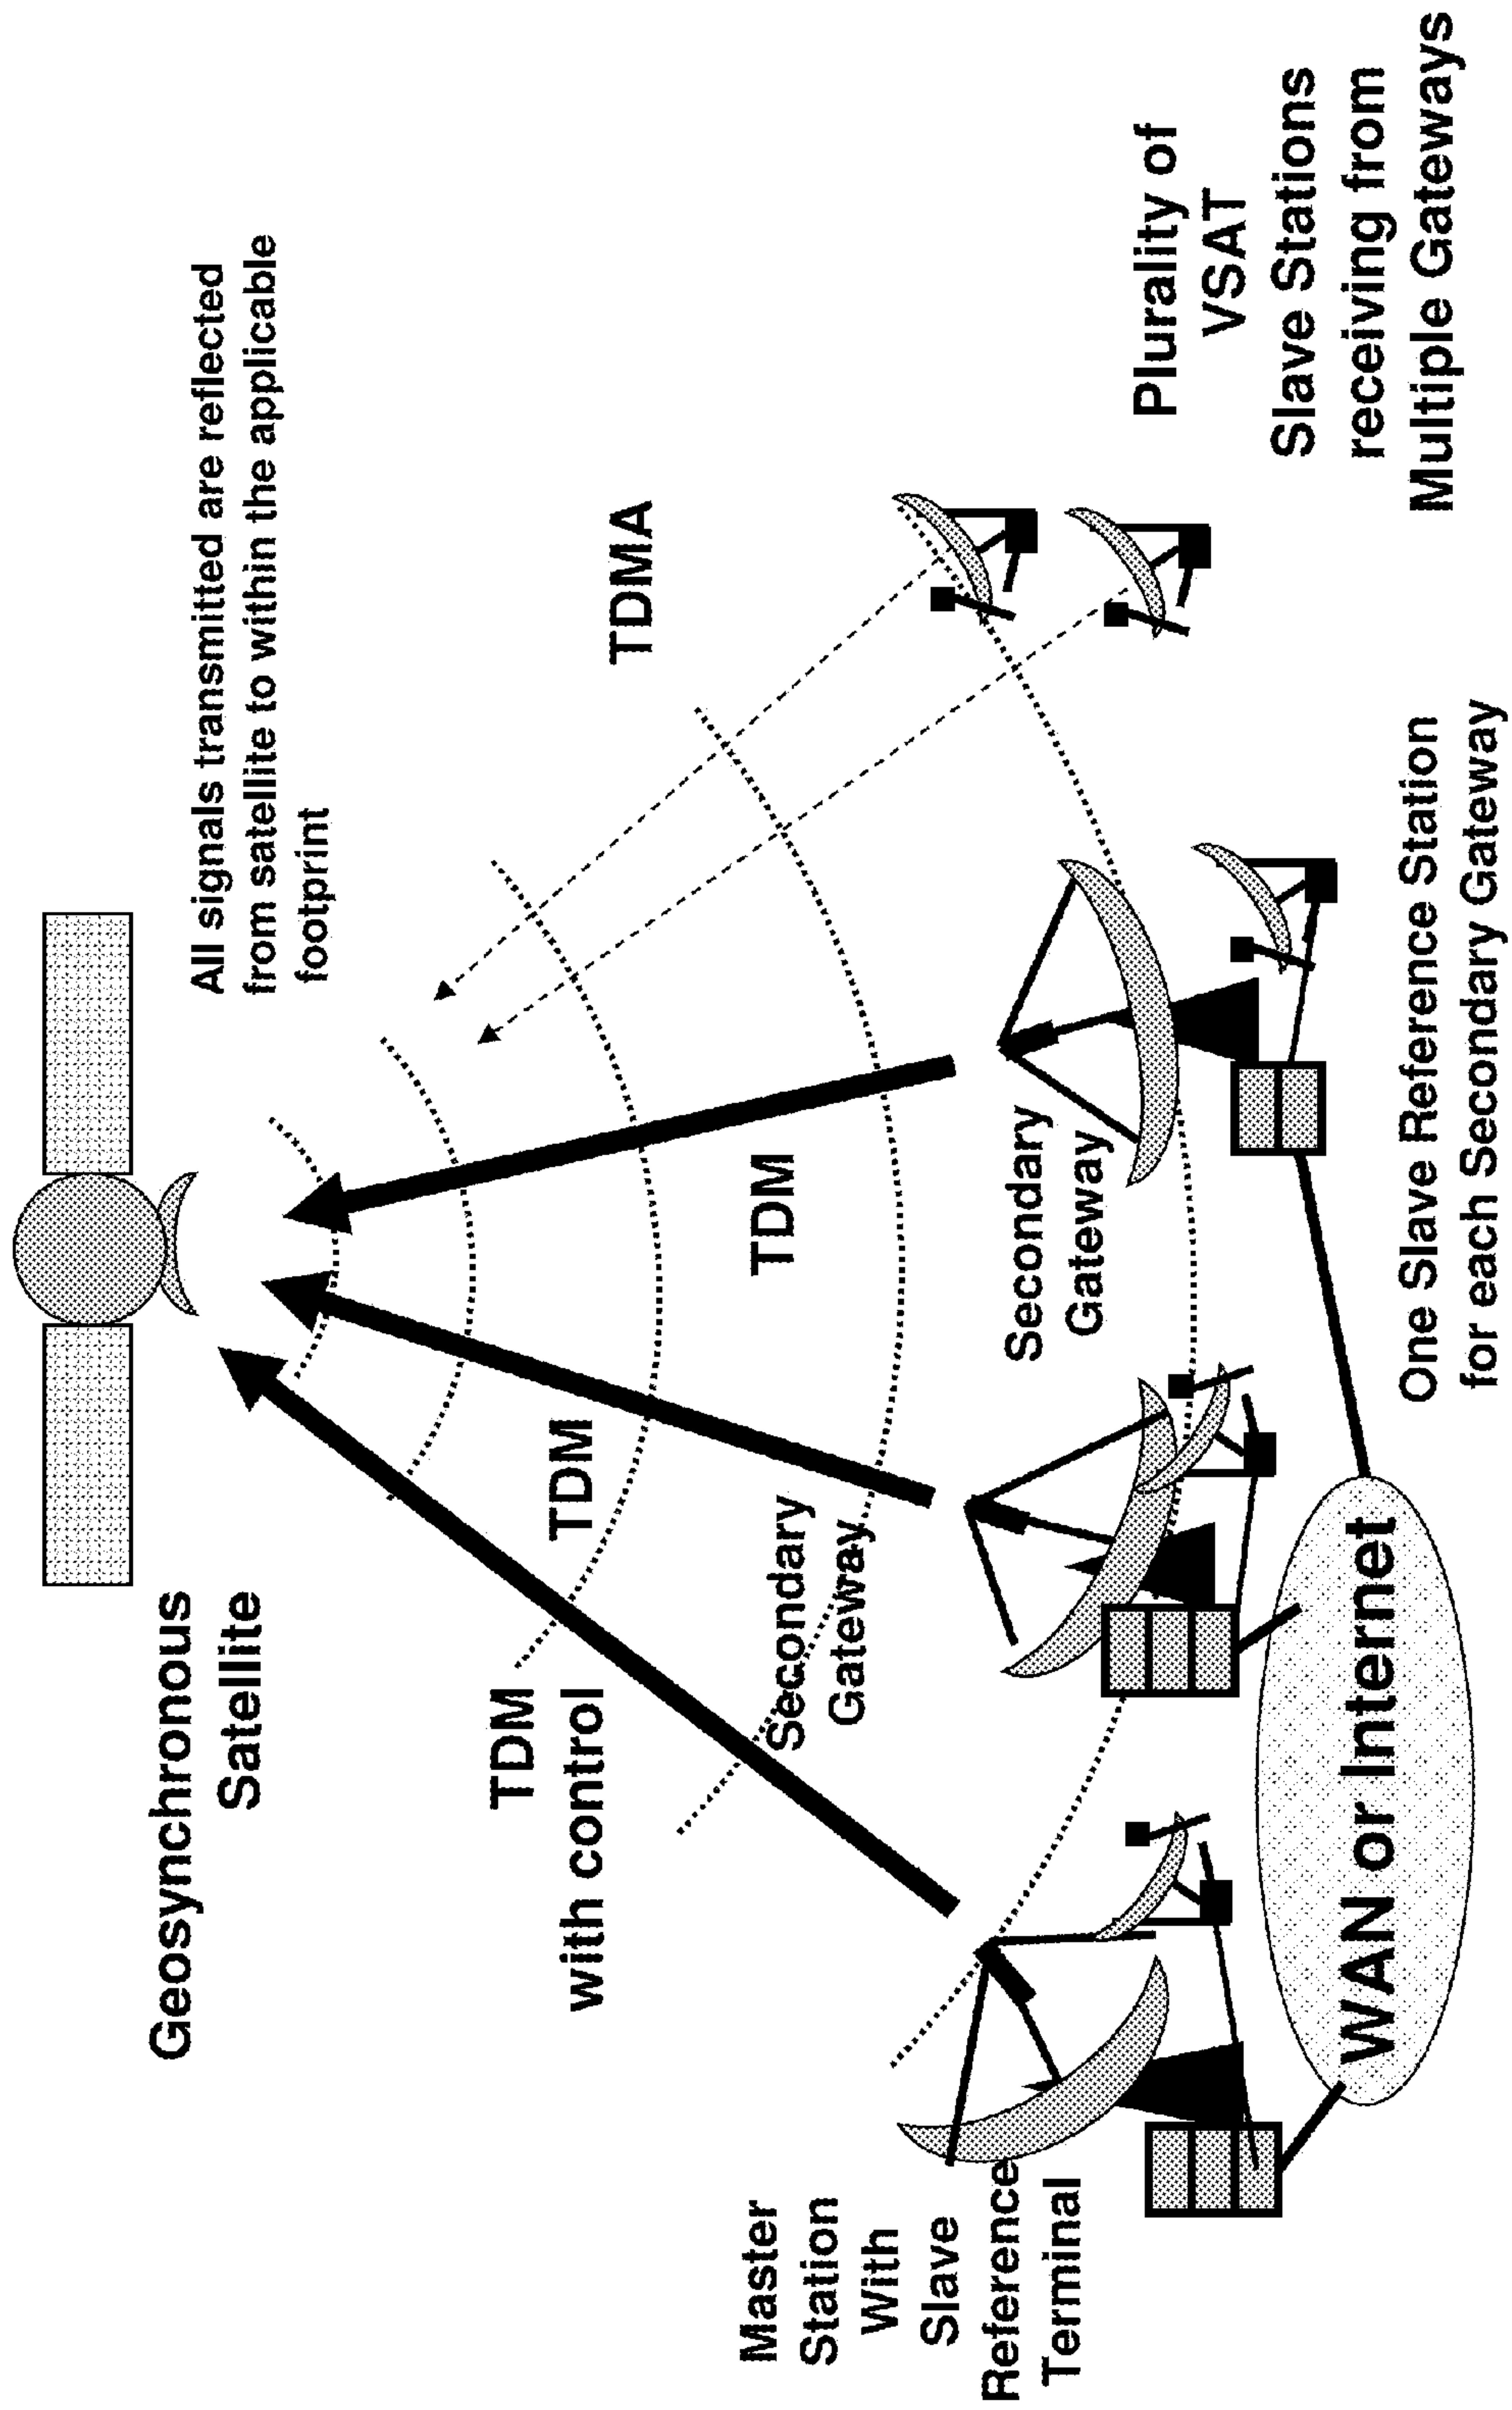 Geosynchronous
Satellite
All signals transmitted are reflected
from satellite to within the applicable
footprint
TDM
with control
TDM
TDM
TDMA
Master
Station
With
Slave
Reference
Terminal
Secondary
Gateway
Secondary
Gateway
Plurality of
VSAT
Slave Stations
receiving from
Multiple Gateways
WAN or Internet
One Slave Reference Station
for each Secondary Gateway